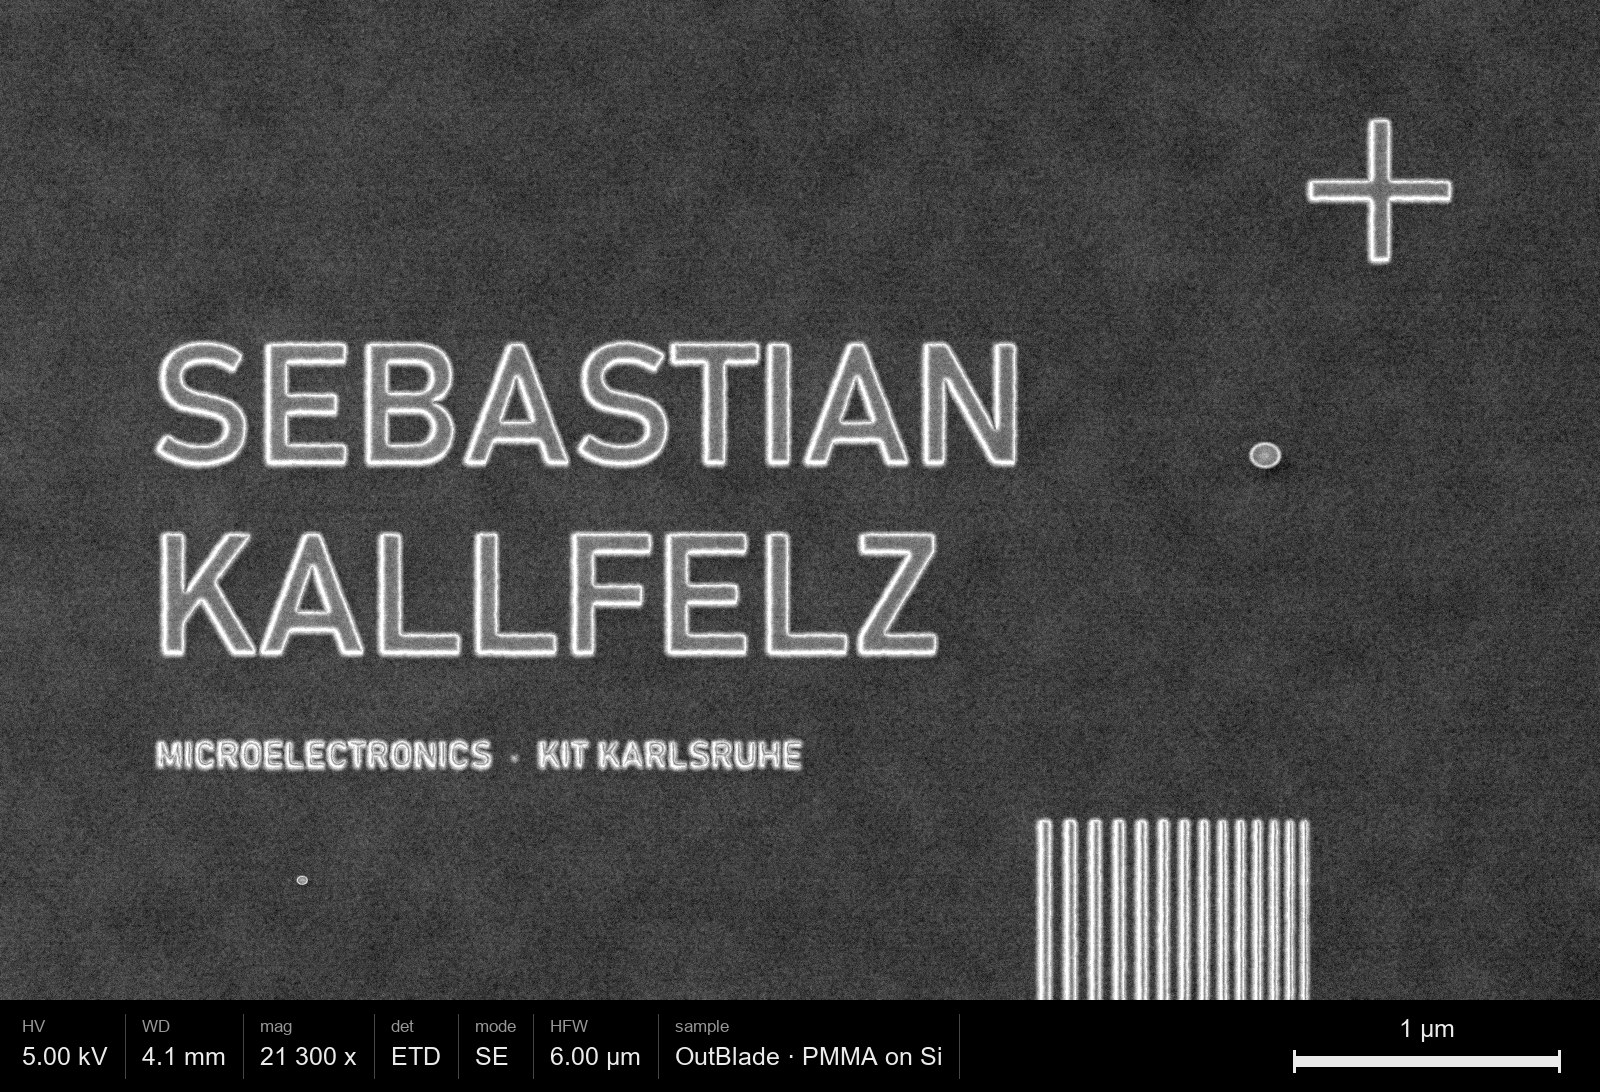 SEBASTIAN
KALLFELZ
MICROELECTRONICS · KIT KARLSRUHE
HV WD mag det mode HFW sample 1 µm
5.00 kV 4.1 mm 21 300 x ETD SE 6.00 µm OutBlade · PMMA on Si